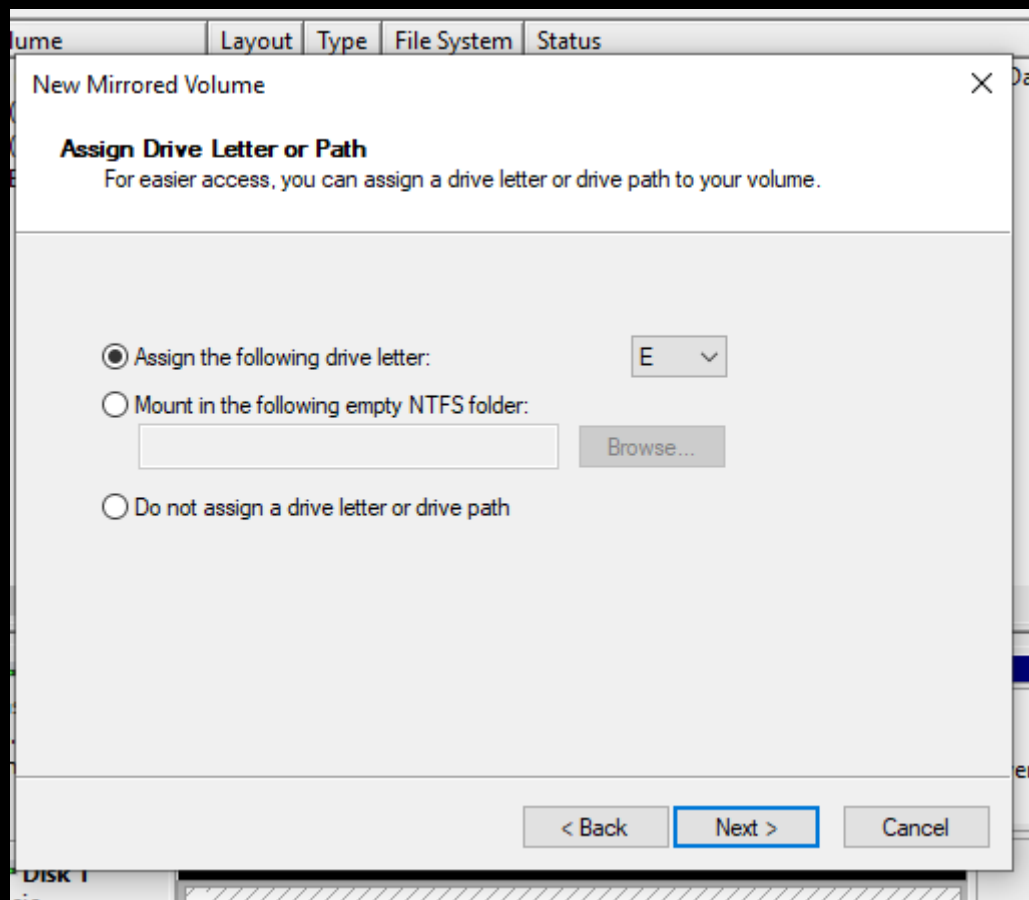 Layout Type File System Status
New Mirrored Volume
Assign Drive Letter or Path
For easier access, you can assign a drive letter or drive path to your volume.
Assign the following drive letter: E
Mount in the following empty NTFS folder:
Browse...
Do not assign a drive letter or drive path
< Back Next > Cancel
Disk 1